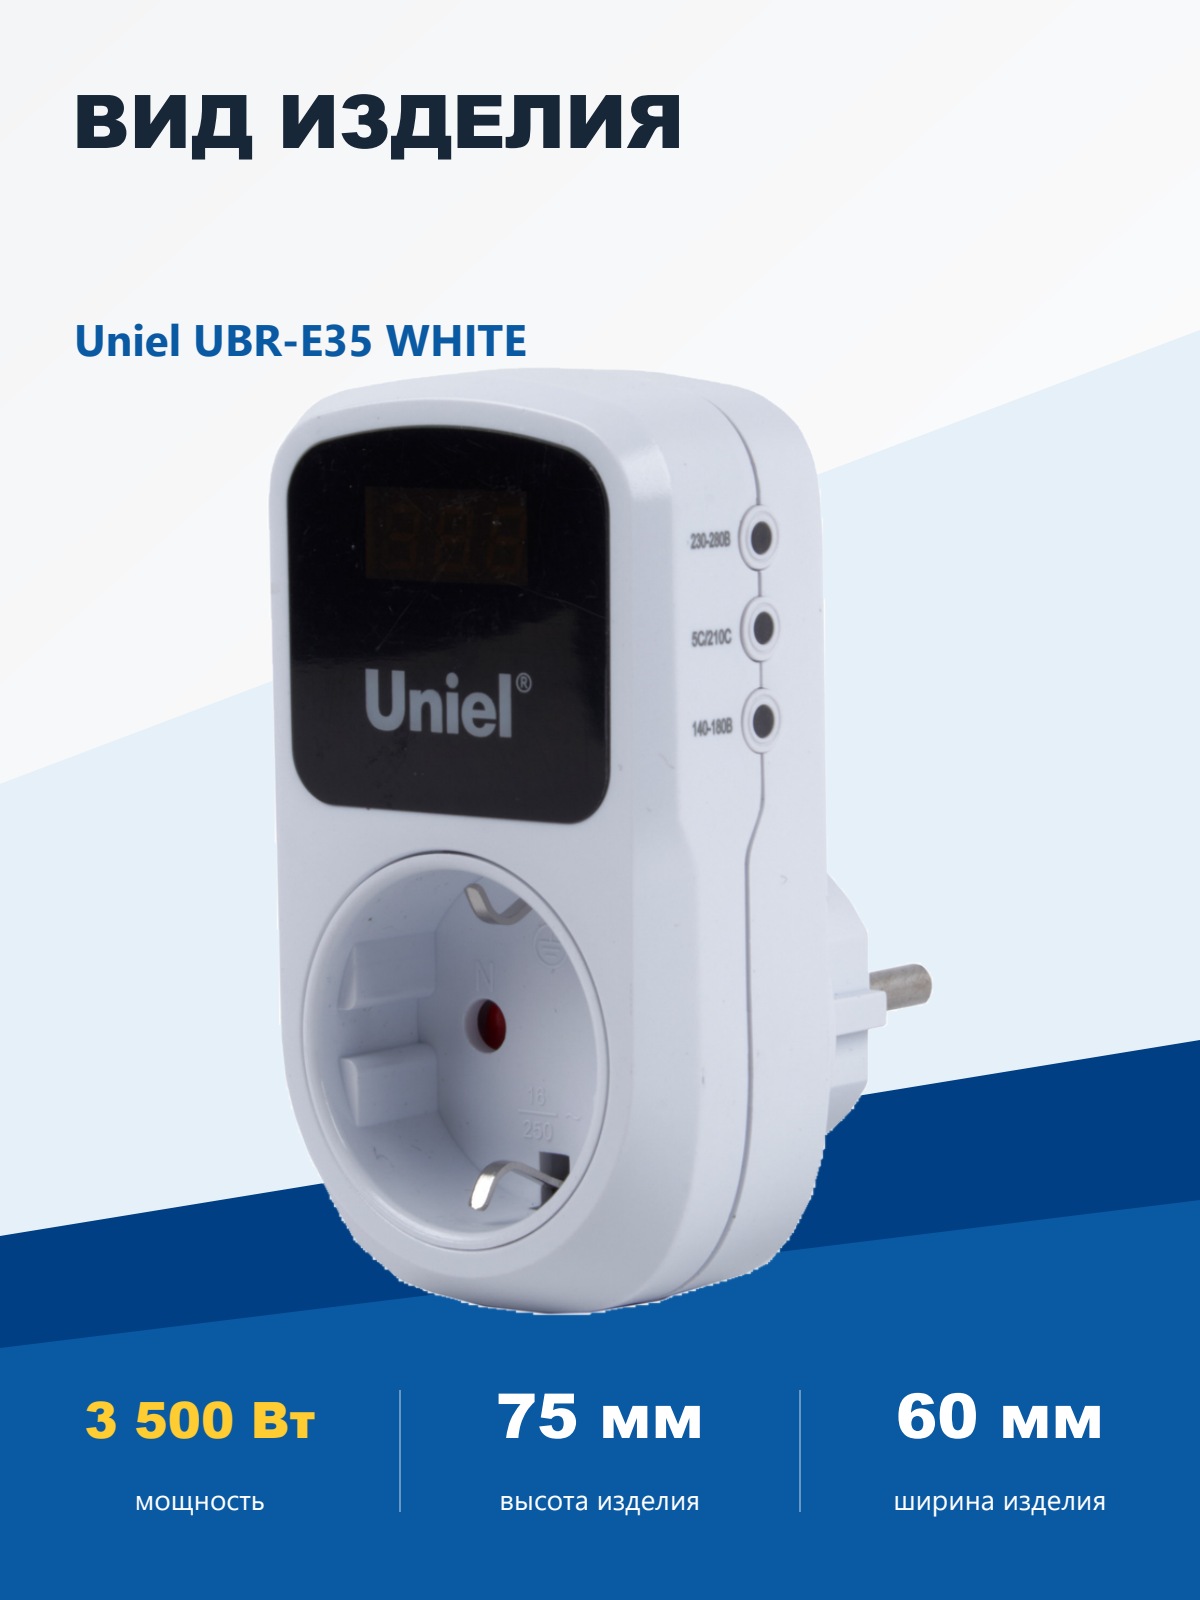 ВИД ИЗДЕЛИЯ
Uniel UBR-E35 WHITE
230-280В
5С/210С
Uniel®
140-180В
N
16
250 ~
3 500 Вт
75 мм
60 мм
мощность
высота изделия
ширина изделия